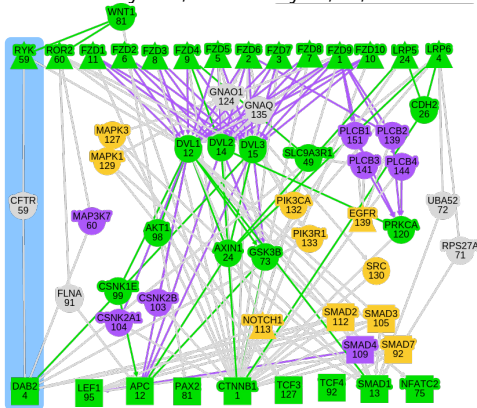 WNT1
81
RYK
59
ROR2
60
FZD1
11
FZD2
6
FZD3
8
FZD4
9
FZD5
5
FZD6
2
FZD7
3
FZD8
7
FZD9
1
FZD10
10
LRP5
24
LRP6
4
GNAO1
124
GNAQ
135
CDH2
26
MAPK3
127
MAPK1
129
DVL1
12
DVL2
14
DVL3
15
SLC9A3R1
49
PLCB1
151
PLCB2
139
PLCB3
141
PLCB4
144
CFTR
59
MAP3K7
60
AKT1
98
PIK3CA
132
PIK3R1
133
EGFR
139
PRKCA
120
UBA52
72
RPS27A
71
AXIN1
24
GSK3B
73
SRC
130
FLNA
91
CSNK1E
99
CSNK2B
103
CSNK2A1
104
NOTCH1
113
SMAD2
112
SMAD3
105
SMAD4
109
SMAD7
92
DAB2
4
LEF1
95
APC
12
PAX2
81
CTNNB1
1
TCF3
127
TCF4
92
SMAD1
13
NFATC2
75